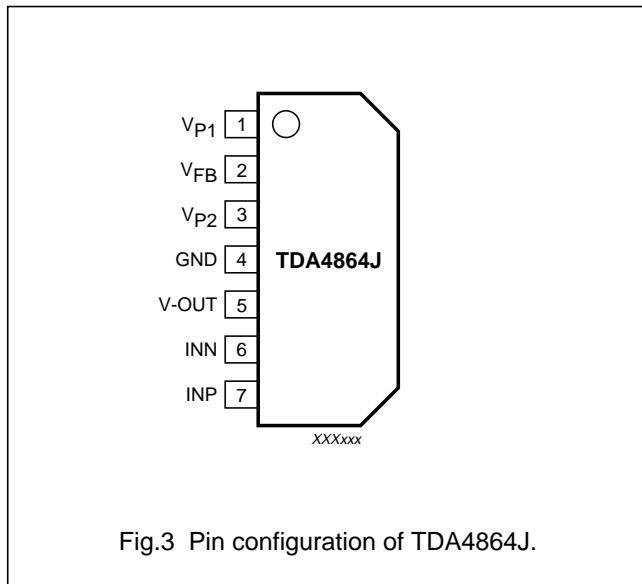 VP1 1
VFB 2
VP2 3
GND 4
TDA4864J
V-OUT 5
INN 6
INP 7
XXXxxx
Fig.3 Pin configuration of TDA4864J.